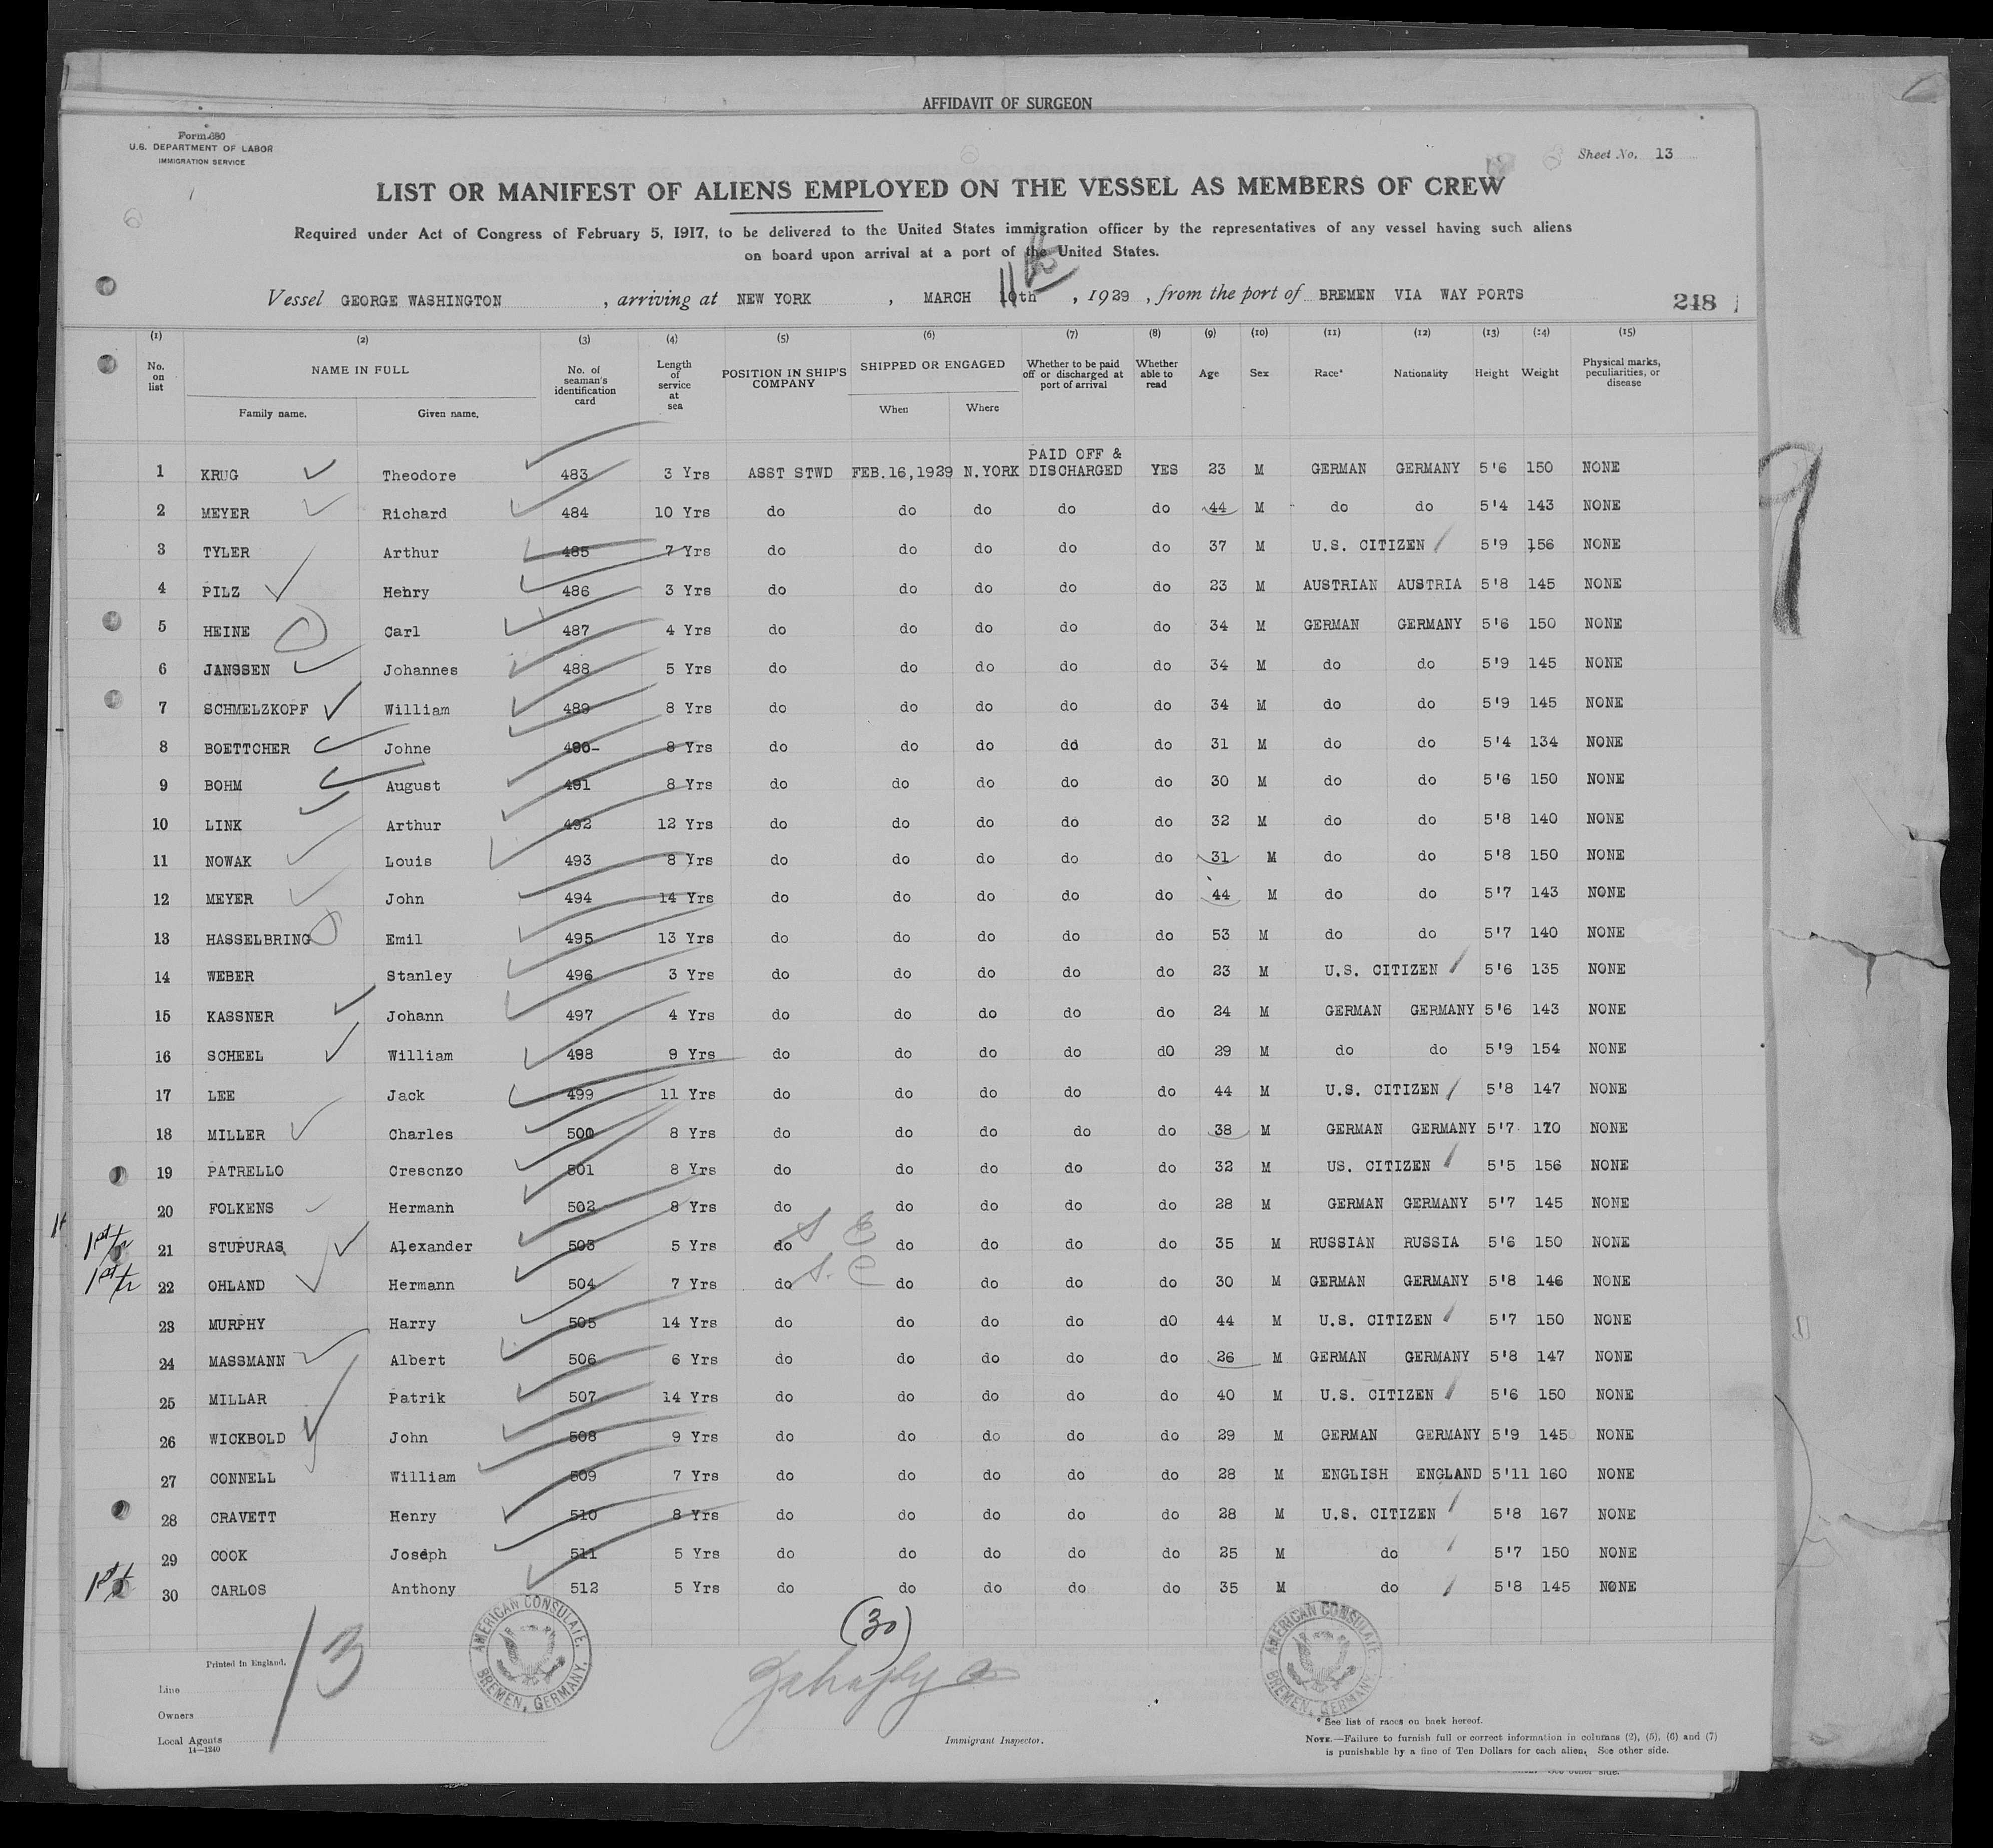 AFFIDAVIT OF SURGEON
Form 680
U.S. DEPARTMENT OF LABOR
IMMIGRATION SERVICE
Sheet No. 13
LIST OR MANIFEST OF ALIENS EMPLOYED ON THE VESSEL AS MEMBERS OF CREW
Required under Act of Congress of February 5, 1917, to be delivered to the United States immigration officer by the representatives of any vessel having such aliens
on board upon arrival at a port of the United States.
Vessel GEORGE WASHINGTON, arriving at NEW YORK, MARCH 11th, 1929, from the port of BREMEN VIA WAY PORTS
248
(1) (2) (3) (4) (5) (6) (7) (8) (9) (10) (11) (12) (13) (14) (15)
No. on list NAME IN FULL Family name. Given name. No. of seaman's identification card Length of service at sea POSITION IN SHIP'S COMPANY SHIPPED OR ENGAGED When Where Whether to be paid off or discharged at port of arrival Whether able to read Age Sex Race* Nationality Height Weight Physical marks, peculiarities, or disease
1 KRUG Theodore 483 3 Yrs ASST STWD FEB.16,1929 N.YORK PAID OFF & DISCHARGED YES 23 M GERMAN GERMANY 5'6 150 NONE
2 MEYER Richard 484 10 Yrs do do do do do 44 M do do 5'4 143 NONE
3 TYLER Arthur 485 7 Yrs do do do do do 37 M U.S. CITIZEN 5'9 156 NONE
4 PILZ Hehry 486 3 Yrs do do do do do 23 M AUSTRIAN AUSTRIA 5'8 145 NONE
5 HEINE Carl 487 4 Yrs do do do do do 34 M GERMAN GERMANY 5'6 150 NONE
6 JANSSEN Johannes 488 5 Yrs do do do do do 34 M do do 5'9 145 NONE
7 SCHMELZKOPF William 489 8 Yrs do do do do do 34 M do do 5'9 145 NONE
8 BOETTCHER Johne 490- 8 Yrs do do do dd do 31 M do do 5'4 134 NONE
9 BOHM August 491 8 Yrs do do do do do 30 M do do 5'6 150 NONE
10 LINK Arthur 492 12 Yrs do do do do do 32 M do do 5'8 140 NONE
11 NOWAK Louis 493 8 Yrs do do do do do 31 M do do 5'8 150 NONE
12 MEYER John 494 14 Yrs do do do do do 44 M do do 5'7 143 NONE
13 HASSELBRING Emil 495 13 Yrs do do do do do 53 M do do 5'7 140 NONE
14 WEBER Stanley 496 3 Yrs do do do do do 23 M U.S. CITIZEN 5'6 135 NONE
15 KASSNER Johann 497 4 Yrs do do do do do 24 M GERMAN GERMANY 5'6 143 NONE
16 SCHEEL William 498 9 Yrs do do do do dO 29 M do do 5'9 154 NONE
17 LEE Jack 499 11 Yrs do do do do do 44 M U.S. CITIZEN 5'8 147 NONE
18 MILLER Charles 500 8 Yrs do do do do do 38 M GERMAN GERMANY 5'7 170 NONE
19 PATRELLO Crescnzo 501 8 Yrs do do do do do 32 M US. CITIZEN 5'5 156 NONE
20 FOLKENS Hermanh 502 8 Yrs do do do do do 28 M GERMAN GERMANY 5'7 145 NONE
21 STUPURAS Alexander 503 5 Yrs do do do do do 35 M RUSSIAN RUSSIA 5'6 150 NONE
22 OHLAND Hermann 504 7 Yrs do do do do do 30 M GERMAN GERMANY 5'8 146 NONE
23 MURPHY Harry 505 14 Yrs do do do do dO 44 M U.S. CITIZEN 5'7 150 NONE
24 MASSMANN Albert 506 6 Yrs do do do do do 26 M GERMAN GERMANY 5'8 147 NONE
25 MILLAR Patrik 507 14 Yrs do do do do do 40 M U.S. CITIZEN 5'6 150 NONE
26 WICKBOLD John 508 9 Yrs do do do do do 29 M GERMAN GERMANY 5'9 145 NONE
27 CONNELL William 509 7 Yrs do do do do do 28 M ENGLISH ENGLAND 5'11 160 NONE
28 CRAVETT Henry 510 8 Yrs do do do do do 28 M U.S. CITIZEN 5'8 167 NONE
29 COOK Joseph 511 5 Yrs do do do do do 25 M do 5'7 150 NONE
30 CARLOS Anthony 512 5 Yrs do do do do do 35 M do 5'8 145 NONE
(30)
13
AMERICAN CONSULATE, BREMEN, GERMANY.
AMERICAN CONSULATE, BREMEN, GERMANY.
Printed in England.
Line
Owners
Local Agents
14—1240
Immigrant Inspector.
*See list of races on back hereof.
NOTE.—Failure to furnish full or correct information in columns (2), (5), (6) and (7)
is punishable by a fine of Ten Dollars for each alien. See other side.
See other side.